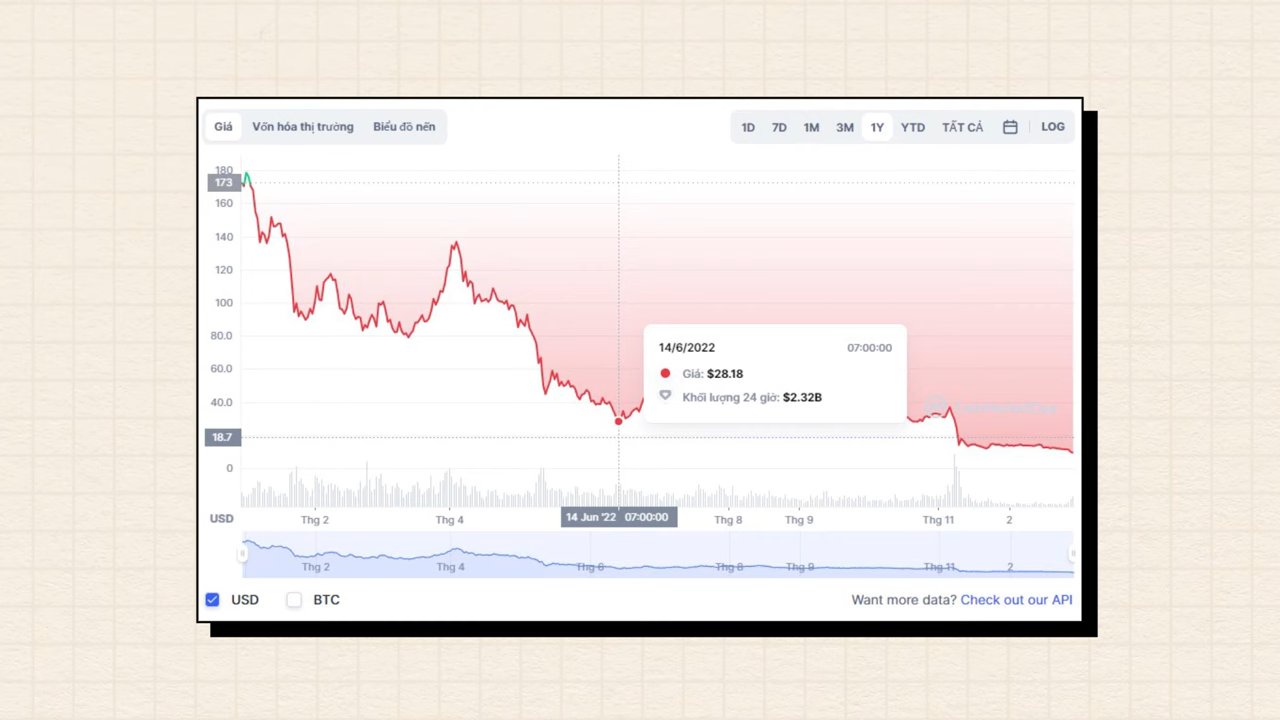 Giá Vốn hóa thị trường Biểu đồ nến 1D 7D 1M 3M 1Y YTD TẤT CẢ LOG
180
173
160
140
120
100
80.0
60.0
40.0
18.7
0
14/6/2022 07:00:00
Giá: $28.18
Khối lượng 24 giờ: $2.32B
USD Thg 2 Thg 4 14 Jun '22 07:00:00 Thg 8 Thg 9 Thg 11 2
Thg 2 Thg 4 Thg 6 Thg 8 Thg 9 Thg 11 2
USD BTC Want more data? Check out our API